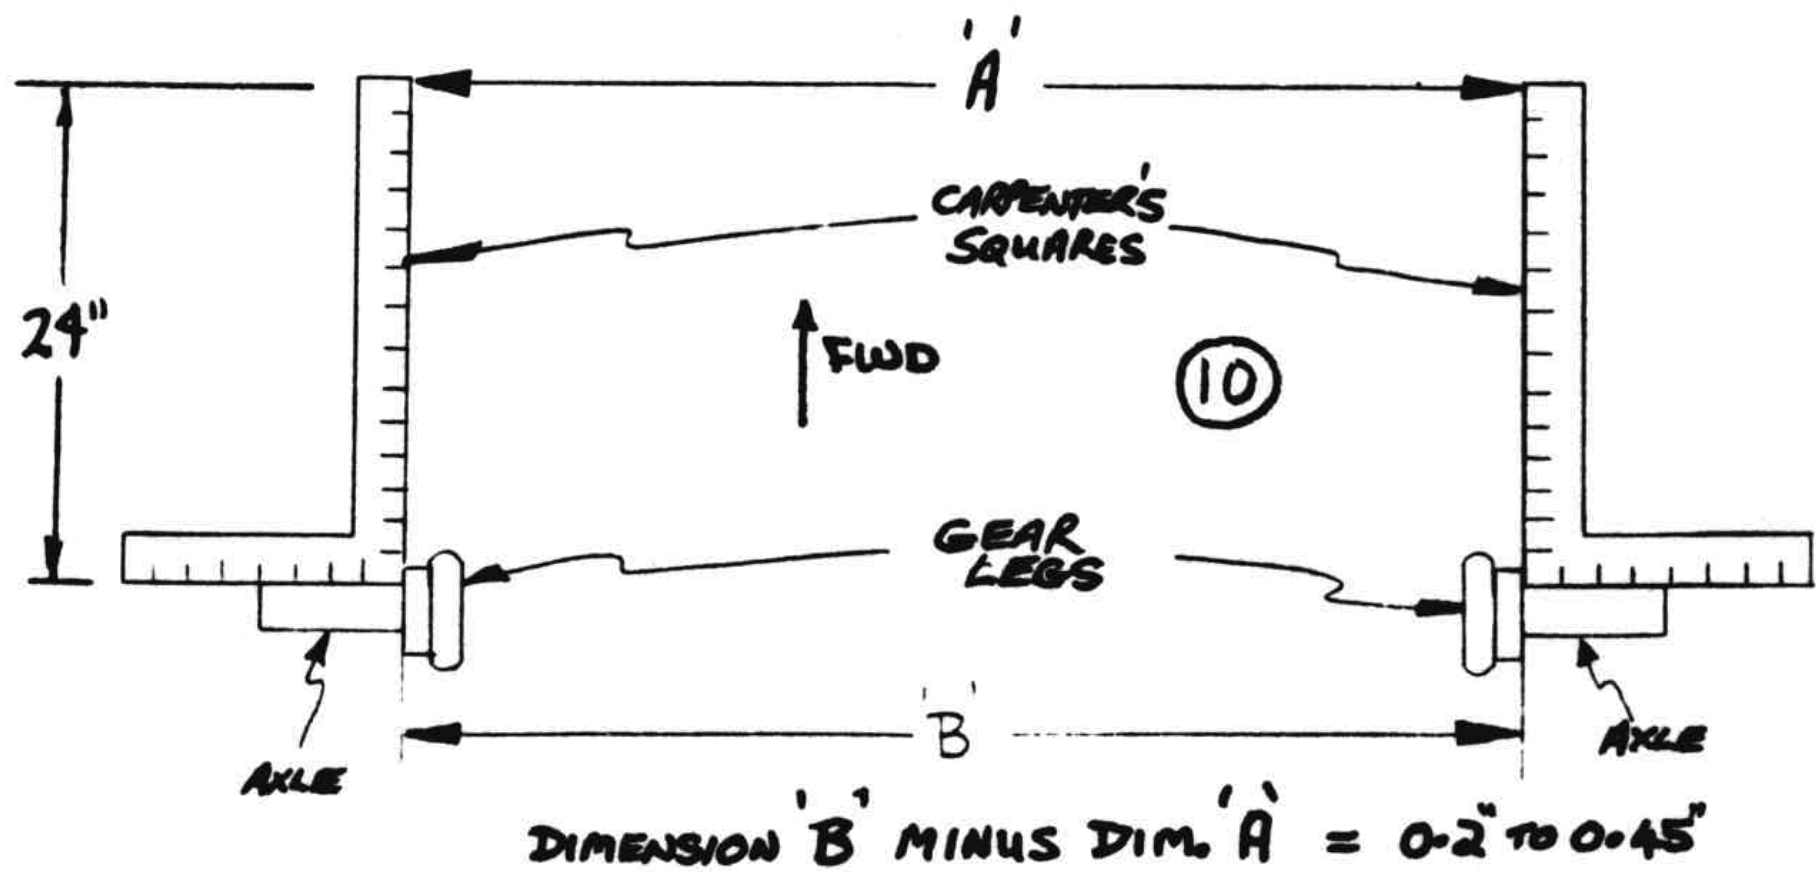 'A'
CARPENTER'S
SQUARES
24"
FWD
10
GEAR
LEGS
'B'
AXLE
AXLE
DIMENSION 'B' MINUS DIM. 'A' = 0.2" TO 0.45"